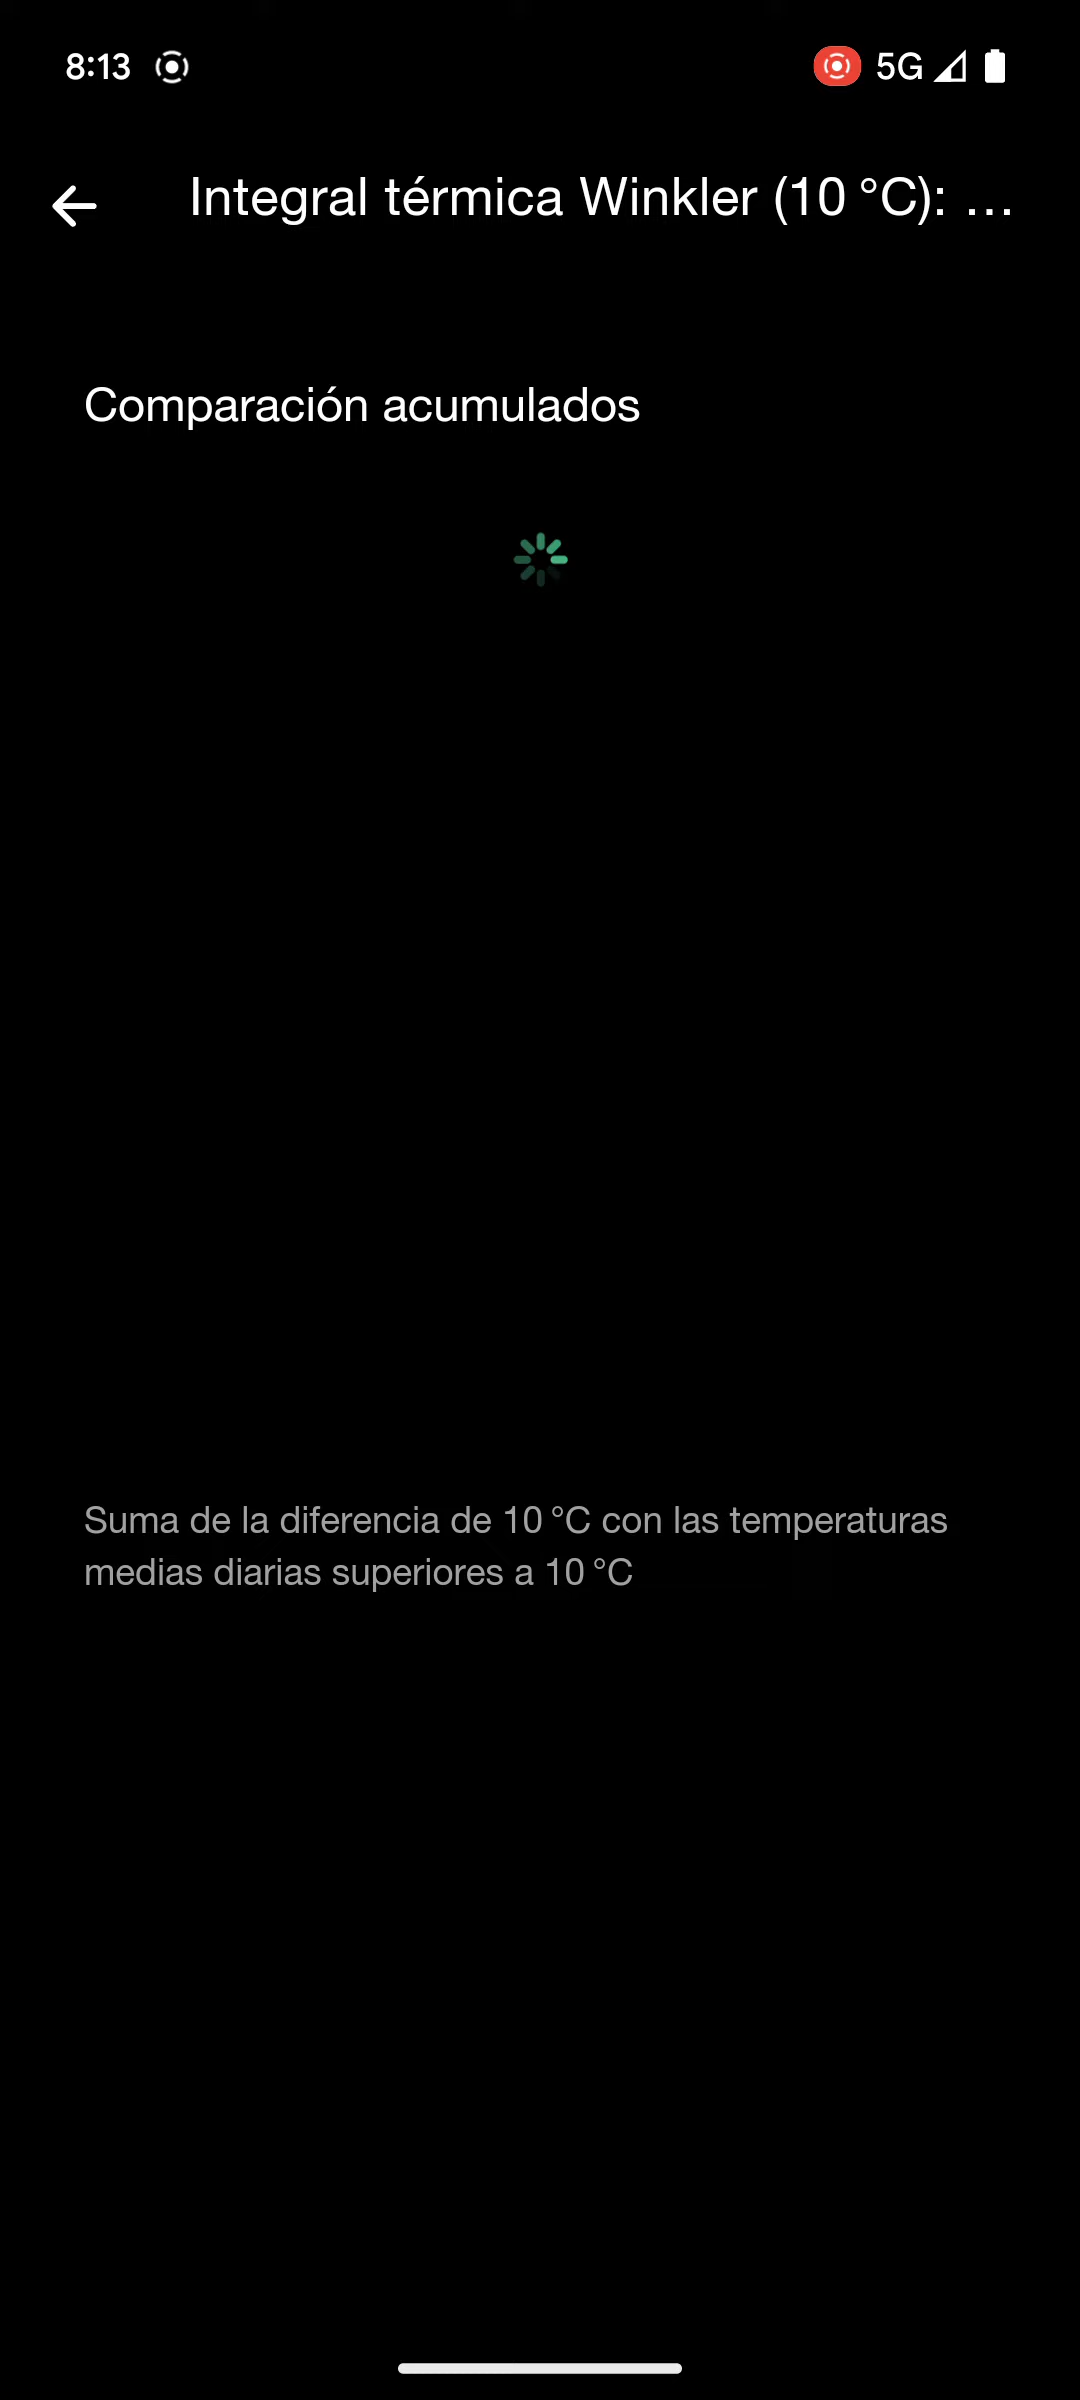 8:13
5G
Integral térmica Winkler (10 °C): ...
Comparación acumulados
Suma de la diferencia de 10 °C con las temperaturas
medias diarias superiores a 10 °C